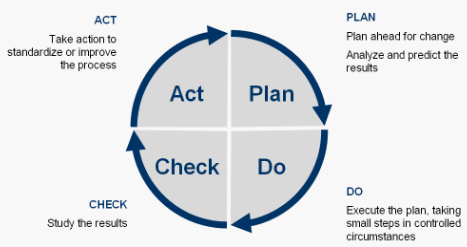 ACT
Take action to
standardize or improve
the process
PLAN
Plan ahead for change
Analyze and predict the
results
Act
Plan
Check
Do
CHECK
Study the results
DO
Execute the plan, taking
small steps in controlled
circumstances